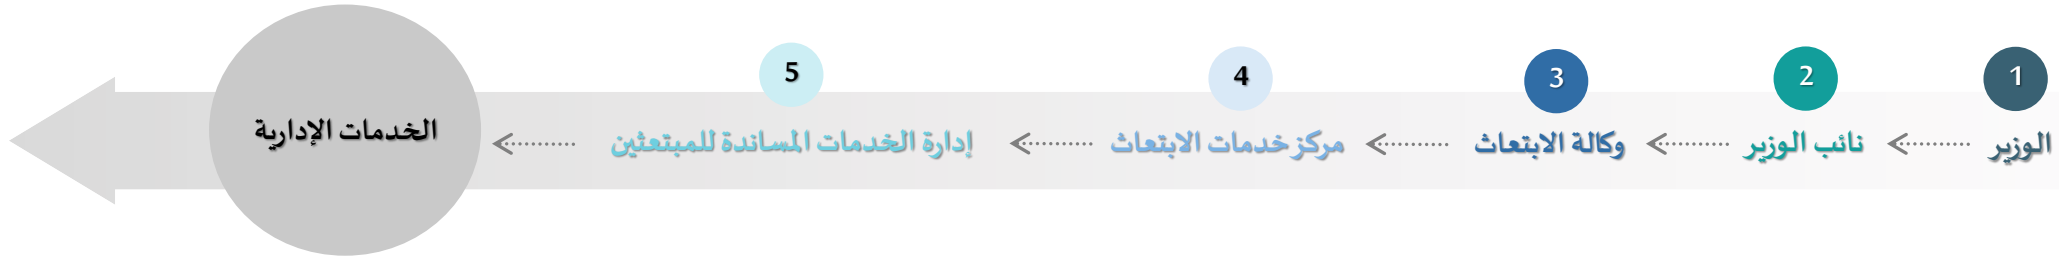 1
الوزير
2
نائب الوزير
3
وكالة الابتعاث
4
مركز خدمات الابتعاث
5
إدارة الخدمات المساندة للمبتعثين
الخدمات الإدارية